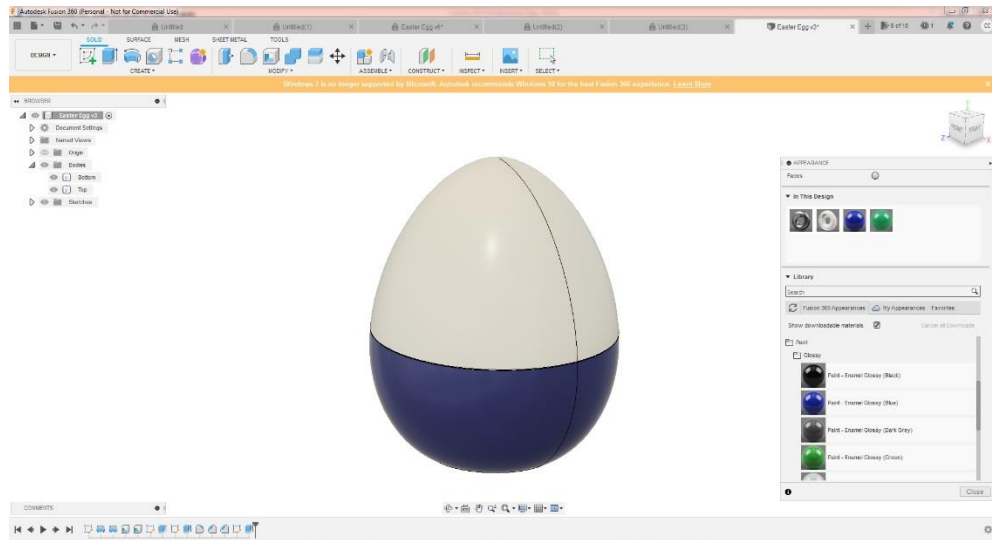 Autodesk Fusion 360 (Personal - Not for Commercial Use)
Untitled
Untitled(1)
Easter Egg v6*
Untitled(2)
Untitled(3)
Easter Egg v3*
1
SOLID
SURFACE
MESH
SHEET METAL
TOOLS
DESIGN
CREATE
MODIFY
ASSEMBLE
CONSTRUCT
INSPECT
INSERT
SELECT
Windows 7 is no longer supported by Microsoft. Autodesk recommends Windows 10 for the best Fusion 360 experience. Learn More
BROWSER
Easter Egg v3
Document Settings
Named Views
Origin
Bodies
Bottom
Top
Sketches
FRONT
RIGHT
Z
X
APPEARANCE
Faces
In This Design
Library
Search
Fusion 360 Appearances
My Appearances
Favorites
Show downloadable materials
Cancel all Downloads
Paint
Glossy
Paint - Enamel Glossy (Black)
Paint - Enamel Glossy (Blue)
Paint - Enamel Glossy (Dark Grey)
Paint - Enamel Glossy (Green)
Close
COMMENTS